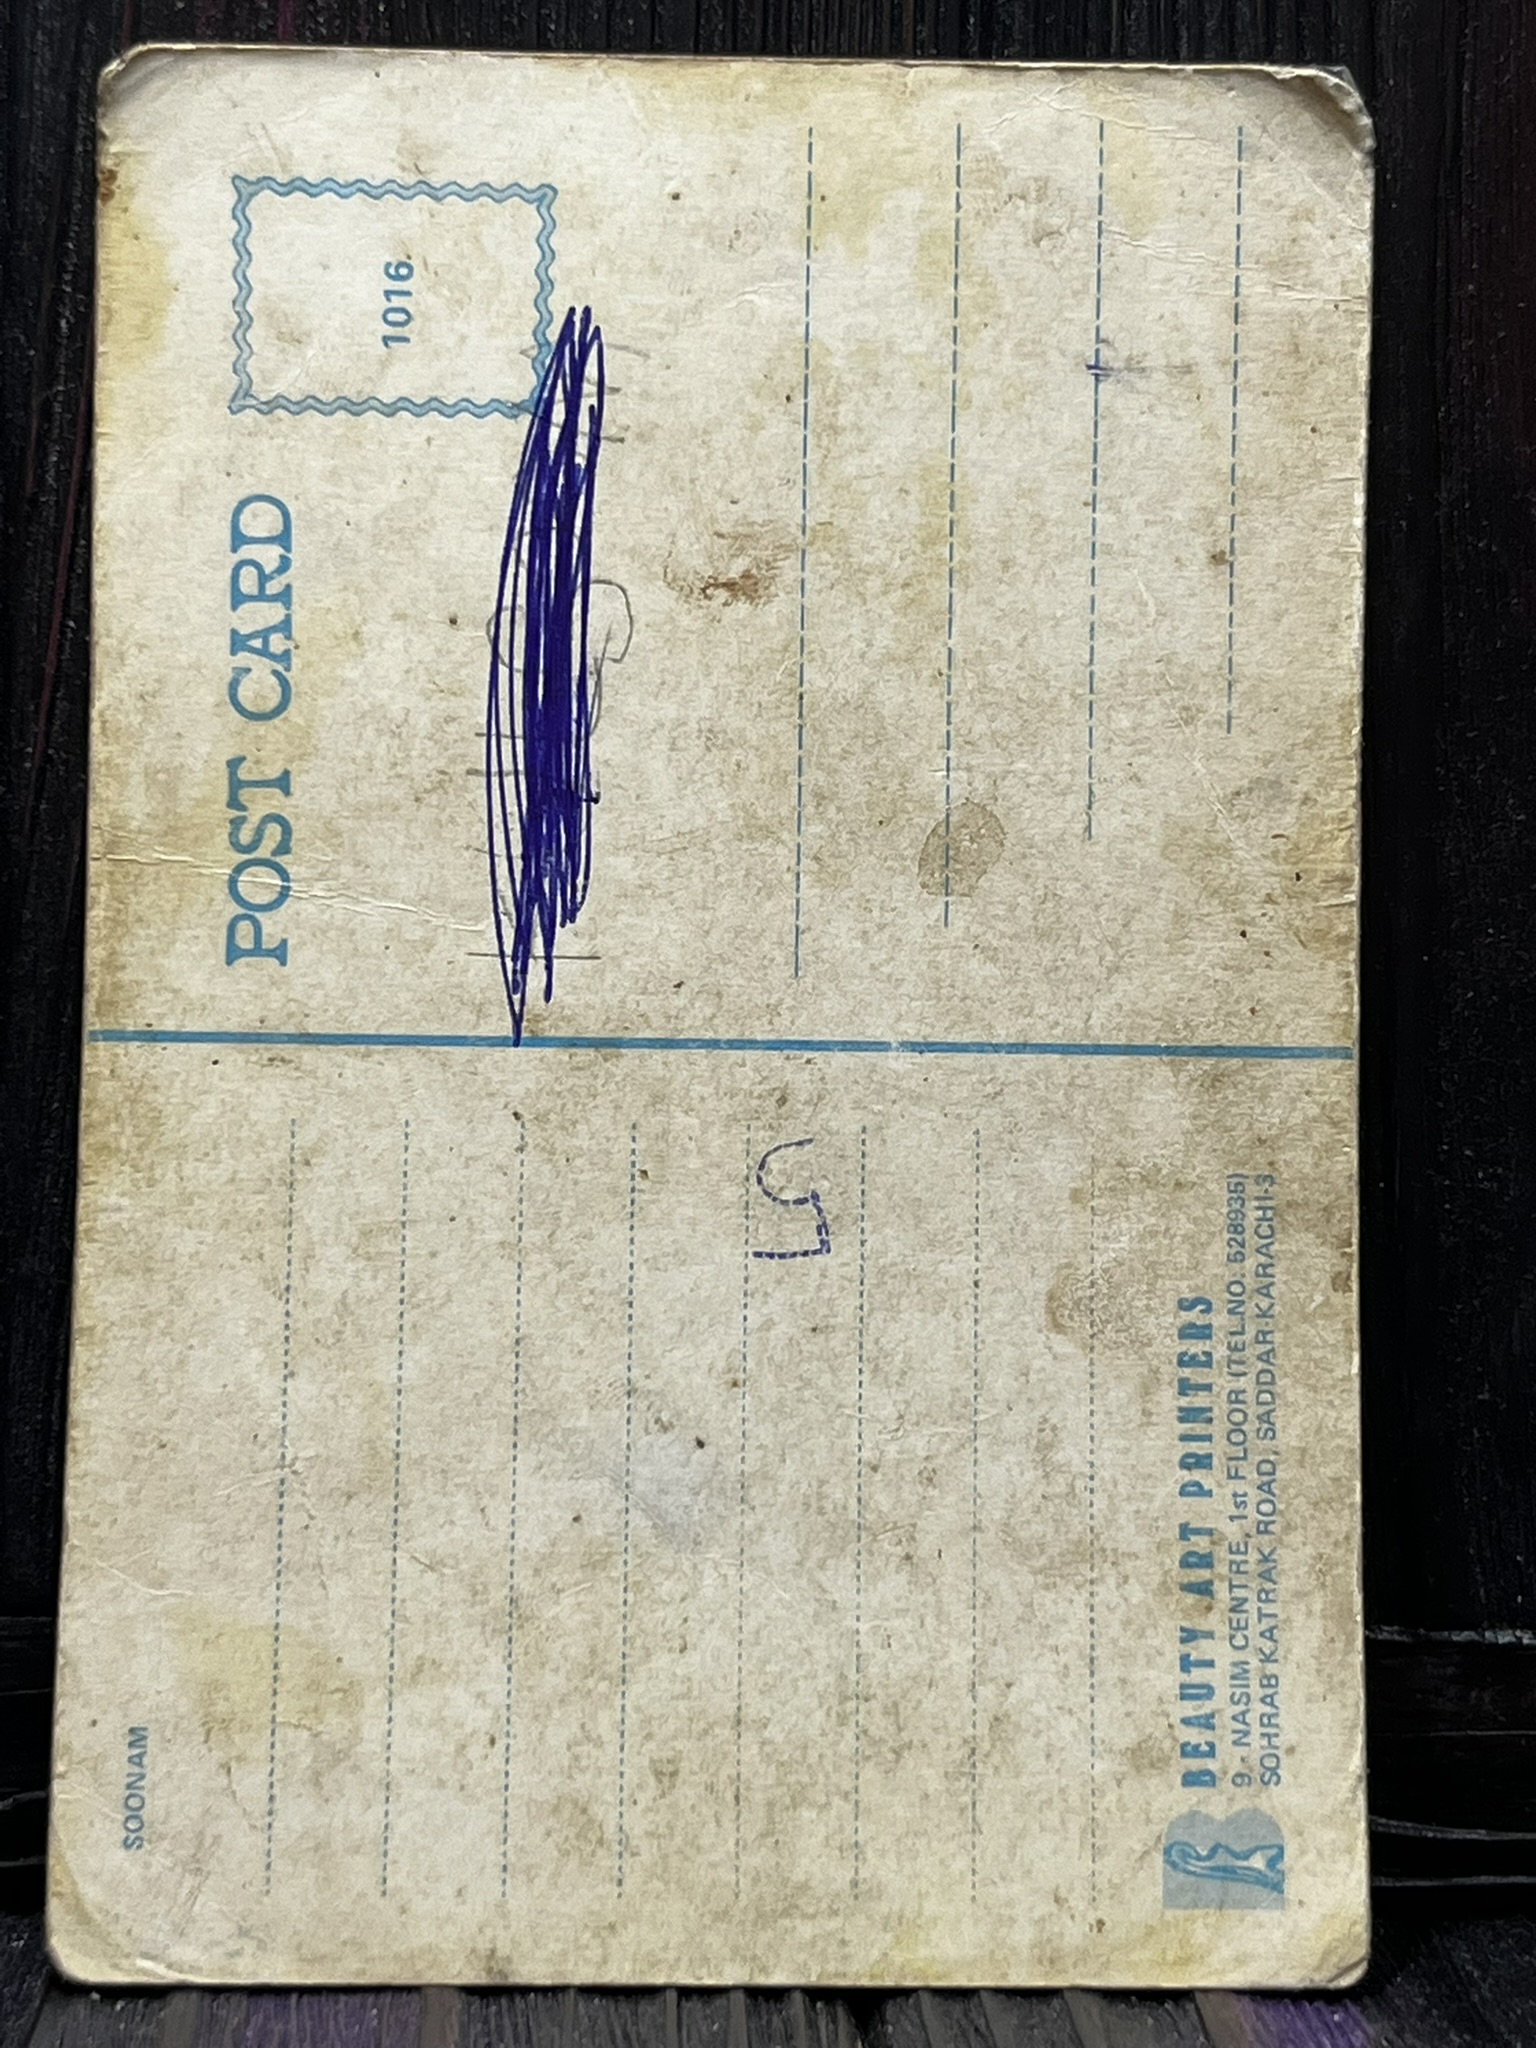 SOONAM
POST CARD
1016
5
BEAUTY ART PRINTERS
9 - NASIM CENTRE, 1st FLOOR (TEL.NO. 528935)
SOHRAB KATRAK ROAD, SADDAR KARACHI-3